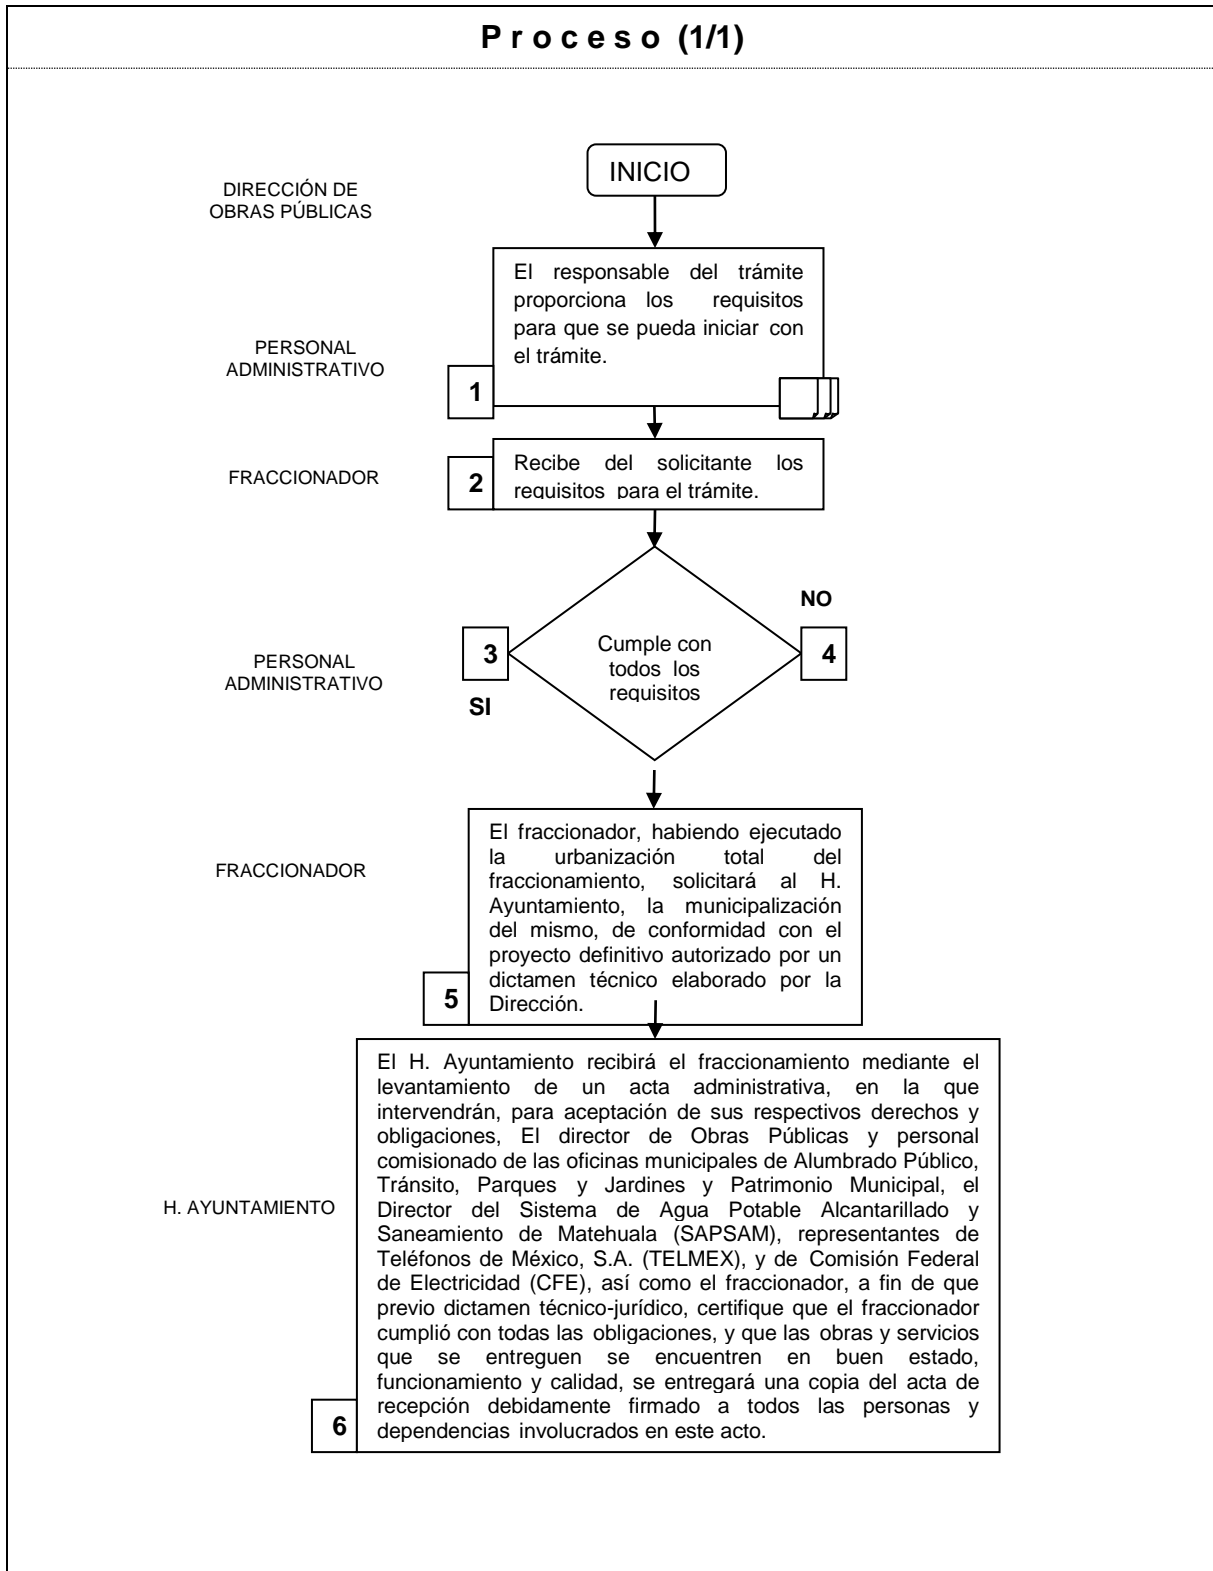 P r o c e s o (1/1)
INICIO
DIRECCIÓN DE
OBRAS PÚBLICAS
El responsable del trámite
proporciona los requisitos
para que se pueda iniciar con
el trámite.
PERSONAL
ADMINISTRATIVO
1
FRACCIONADOR
2
Recibe del solicitante los
requisitos para el trámite.
NO
3
Cumple con
todos los
requisitos
4
PERSONAL
ADMINISTRATIVO
SI
El fraccionador, habiendo ejecutado
la urbanización total del
fraccionamiento, solicitará al H.
Ayuntamiento, la municipalización
del mismo, de conformidad con el
proyecto definitivo autorizado por un
dictamen técnico elaborado por la
Dirección.
FRACCIONADOR
5
El H. Ayuntamiento recibirá el fraccionamiento mediante el
levantamiento de un acta administrativa, en la que
intervendrán, para aceptación de sus respectivos derechos y
obligaciones, El director de Obras Públicas y personal
comisionado de las oficinas municipales de Alumbrado Público,
Tránsito, Parques y Jardines y Patrimonio Municipal, el
Director del Sistema de Agua Potable Alcantarillado y
Saneamiento de Matehuala (SAPSAM), representantes de
Teléfonos de México, S.A. (TELMEX), y de Comisión Federal
de Electricidad (CFE), así como el fraccionador, a fin de que
previo dictamen técnico-jurídico, certifique que el fraccionador
cumplió con todas las obligaciones, y que las obras y servicios
que se entreguen se encuentren en buen estado,
funcionamiento y calidad, se entregará una copia del acta de
recepción debidamente firmado a todos las personas y
dependencias involucrados en este acto.
H. AYUNTAMIENTO
6